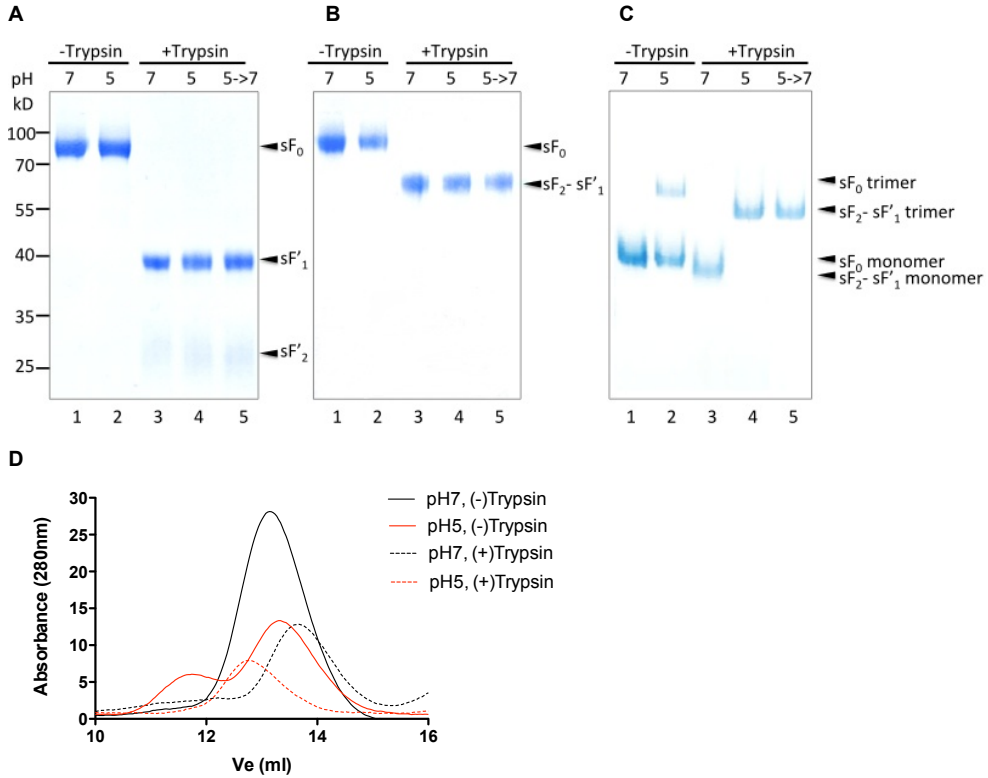 A
-Trypsin +Trypsin
pH 7 5 7 5 5->7
kD
100
70
55
40
35
25
sF0
sF'1
sF'2
1 2 3 4 5
B
-Trypsin +Trypsin
7 5 7 5 5->7
sF0
sF2- sF'1
1 2 3 4 5
C
-Trypsin +Trypsin
7 5 7 5 5->7
sF0 trimer
sF2- sF'1 trimer
sF0 monomer
sF2- sF'1 monomer
1 2 3 4 5
D
30
25
20
15
10
5
0
Absorbance (280nm)
10 12 14 16
Ve (ml)
pH7, (-)Trypsin
pH5, (-)Trypsin
pH7, (+)Trypsin
pH5, (+)Trypsin